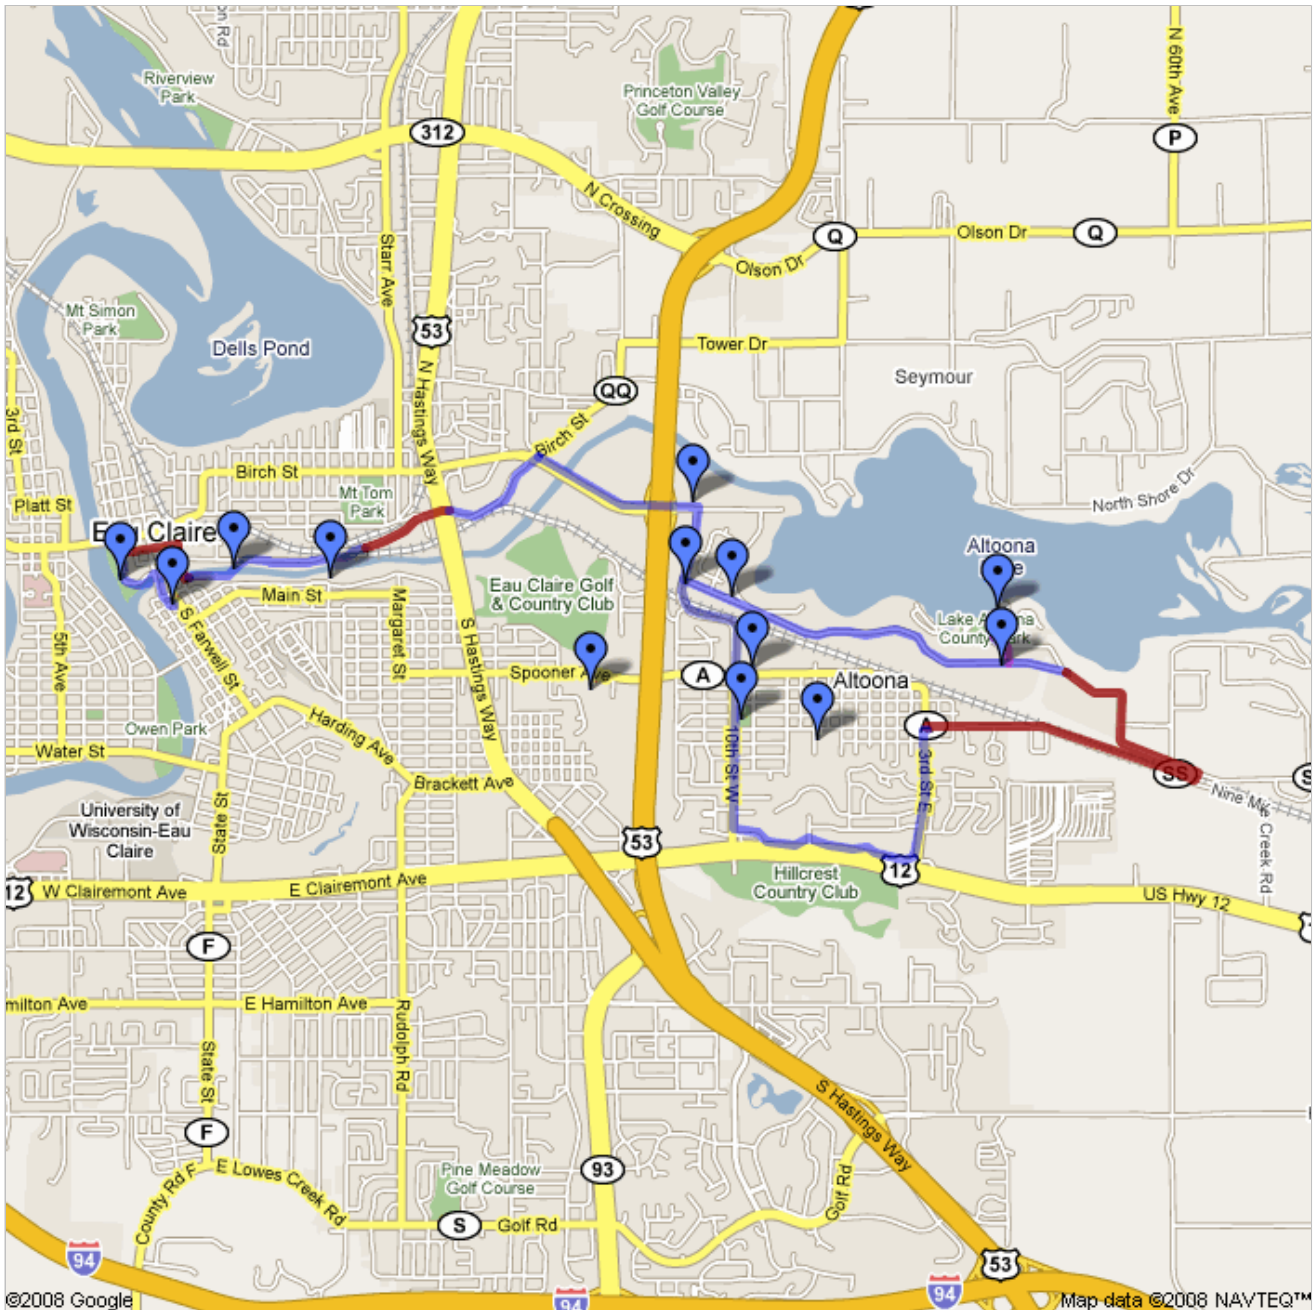 on Rd
Riverview
Park
312
Princeton Valley
Golf Course
N 60th Ave
P
N Crossing
Q
Olson Dr
Q
Olson Dr
Starr Ave
Mt Simon
Park
Dells Pond
53
N Hastings Way
Tower Dr
QQ
Seymour
3rd St
Birch St
Birch St
Mt Tom
Park
Platt St
North Shore Dr
Eau Claire
Altoona
Main St
Margaret St
Eau Claire Golf
& Country Club
Lake Altoona
County Park
S Farwell St
5th Ave
S Hastings Way
Spooner Ave
A
Altoona
Owen Park
Harding Ave
A
Water St
10th St W
3rd St E
Brackett Ave
SS
S
Nine Mile Creek Rd
University of
Wisconsin-Eau
Claire
State St
53
12
W Clairemont Ave
E Clairemont Ave
Hillcrest
Country Club
12
US Hwy 12
F
milton Ave
E Hamilton Ave
Rudolph Rd
State St
S Hastings Way
F
County Rd F
E Lowes Creek Rd
Pine Meadow
Golf Course
93
S
Golf Rd
Golf Rd
94
53
94
94
©2008 Google
Map data ©2008 NAVTEQ™